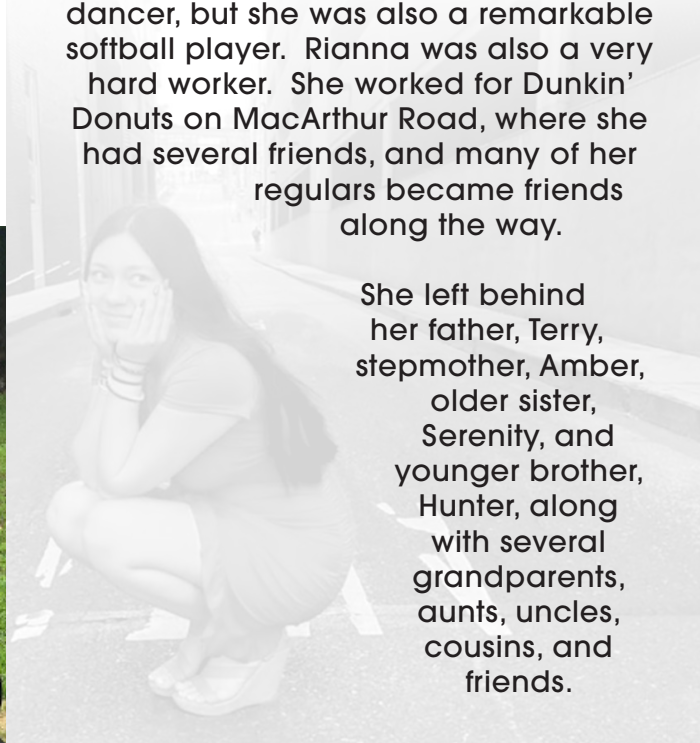 dancer, but she was also a remarkable
softball player.  Rianna was also a very
hard worker.  She worked for Dunkin’
Donuts on MacArthur Road, where she
had several friends, and many of her
regulars became friends
along the way.
She left behind
her father, Terry,
stepmother, Amber,
older sister,
Serenity, and
younger brother,
Hunter, along
with several
grandparents,
aunts, uncles,
cousins, and
friends.